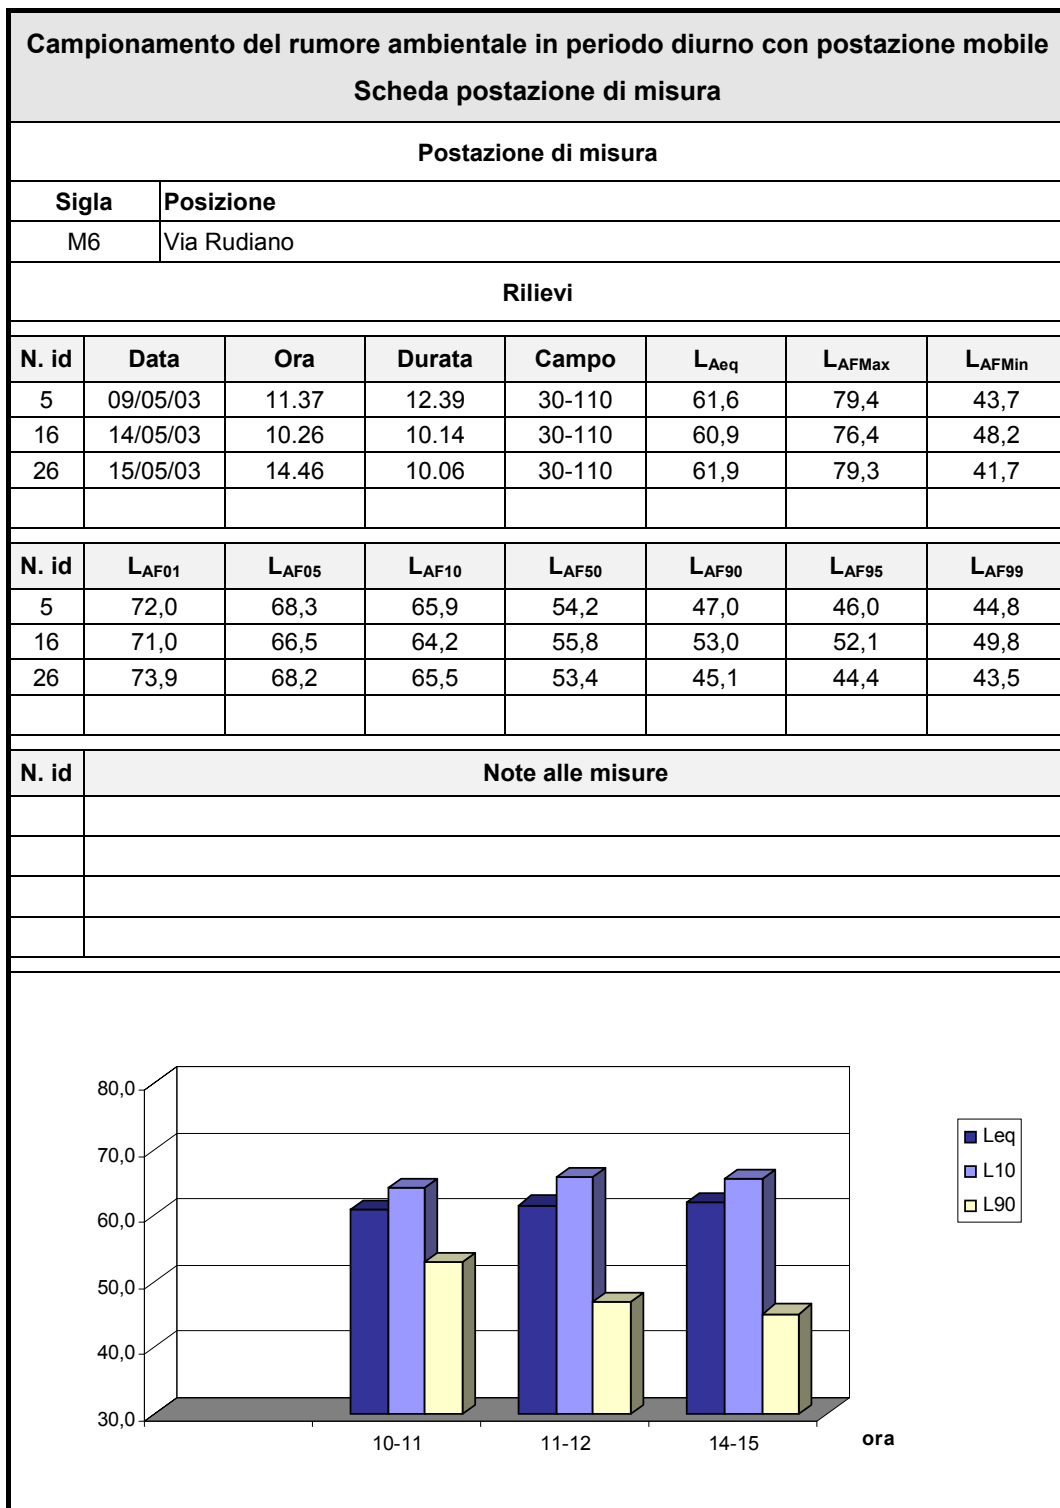 Campionamento del rumore ambientale in periodo diurno con postazione mobile
Scheda postazione di misura
Postazione di misura
Sigla Posizione
M6 Via Rudiano
Rilievi
N. id Data Ora Durata Campo LAeq LAFMax LAFMin
5 09/05/03 11.37 12.39 30-110 61,6 79,4 43,7
16 14/05/03 10.26 10.14 30-110 60,9 76,4 48,2
26 15/05/03 14.46 10.06 30-110 61,9 79,3 41,7
N. id LAF01 LAF05 LAF10 LAF50 LAF90 LAF95 LAF99
5 72,0 68,3 65,9 54,2 47,0 46,0 44,8
16 71,0 66,5 64,2 55,8 53,0 52,1 49,8
26 73,9 68,2 65,5 53,4 45,1 44,4 43,5
N. id Note alle misure
80,0
70,0
60,0
50,0
40,0
30,0
10-11 11-12 14-15 ora
Leq
L10
L90